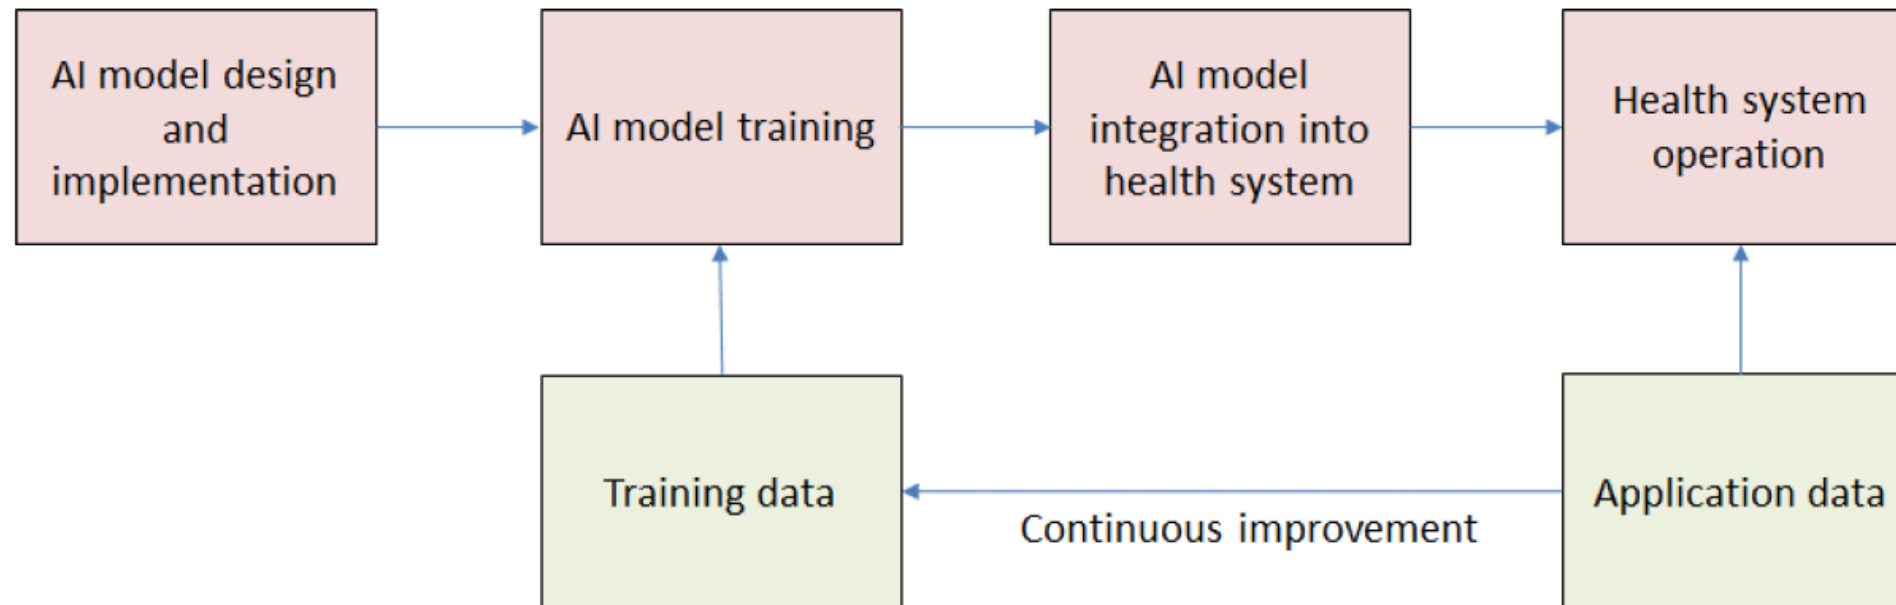 AI model design
and
implementation
AI model training
AI model
integration into
health system
Health system
operation
Training data
Continuous improvement
Application data